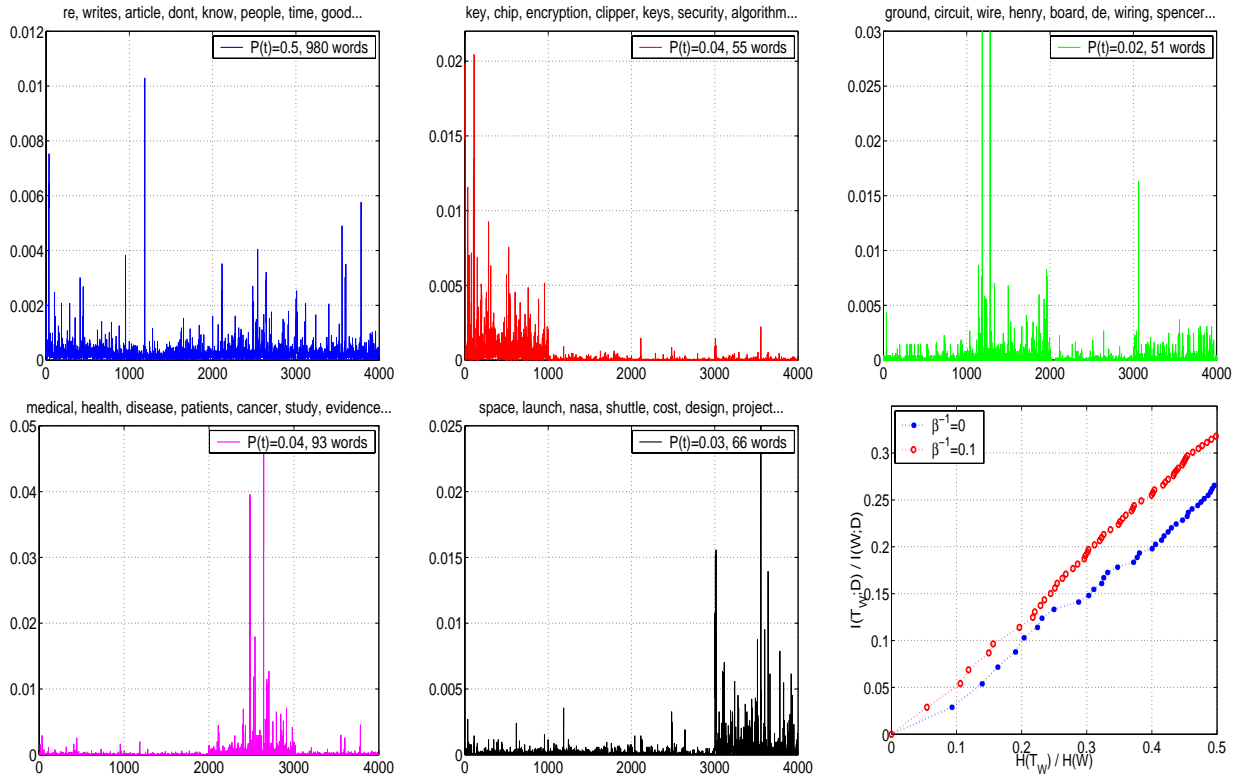 re, writes, article, dont, know, people, time, good...
P(t)=0.5, 980 words
0.012
0.01
0.008
0.006
0.004
0.002
0
0 1000 2000 3000 4000
key, chip, encryption, clipper, keys, security, algorithm...
P(t)=0.04, 55 words
0.02
0.015
0.01
0.005
0
0 1000 2000 3000 4000
ground, circuit, wire, henry, board, de, wiring, spencer...
P(t)=0.02, 51 words
0.03
0.025
0.02
0.015
0.01
0.005
0
0 1000 2000 3000 4000
medical, health, disease, patients, cancer, study, evidence...
P(t)=0.04, 93 words
0.05
0.04
0.03
0.02
0.01
0
0 1000 2000 3000 4000
space, launch, nasa, shuttle, cost, design, project...
P(t)=0.03, 66 words
0.025
0.02
0.015
0.01
0.005
0
0 1000 2000 3000 4000
β⁻¹=0
β⁻¹=0.1
I(T_W;D) / I(W;D)
0.3
0.25
0.2
0.15
0.1
0.05
0
0 0.1 0.2 0.3 0.4 0.5
H(T_W) / H(W)